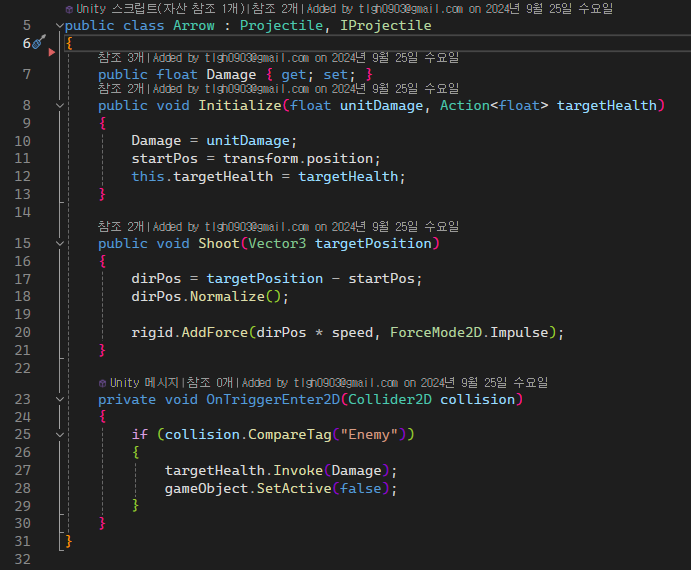 Unity 스크립트(자산 참조 1개)|참조 2개|Added by tlgh0903@gmail.com on 2024년 9월 25일 수요일
5 public class Arrow : Projectile, IProjectile
6 {
참조 3개|Added by tlgh0903@gmail.com on 2024년 9월 25일 수요일
7 public float Damage { get; set; }
참조 2개|Added by tlgh0903@gmail.com on 2024년 9월 25일 수요일
8 public void Initialize(float unitDamage, Action<float> targetHealth)
9 {
10 Damage = unitDamage;
11 startPos = transform.position;
12 this.targetHealth = targetHealth;
13 }
14
참조 2개|Added by tlgh0903@gmail.com on 2024년 9월 25일 수요일
15 public void Shoot(Vector3 targetPosition)
16 {
17 dirPos = targetPosition - startPos;
18 dirPos.Normalize();
19
20 rigid.AddForce(dirPos * speed, ForceMode2D.Impulse);
21 }
22
Unity 메시지|참조 0개|Added by tlgh0903@gmail.com on 2024년 9월 25일 수요일
23 private void OnTriggerEnter2D(Collider2D collision)
24 {
25 if (collision.CompareTag("Enemy"))
26 {
27 targetHealth.Invoke(Damage);
28 gameObject.SetActive(false);
29 }
30 }
31 }
32